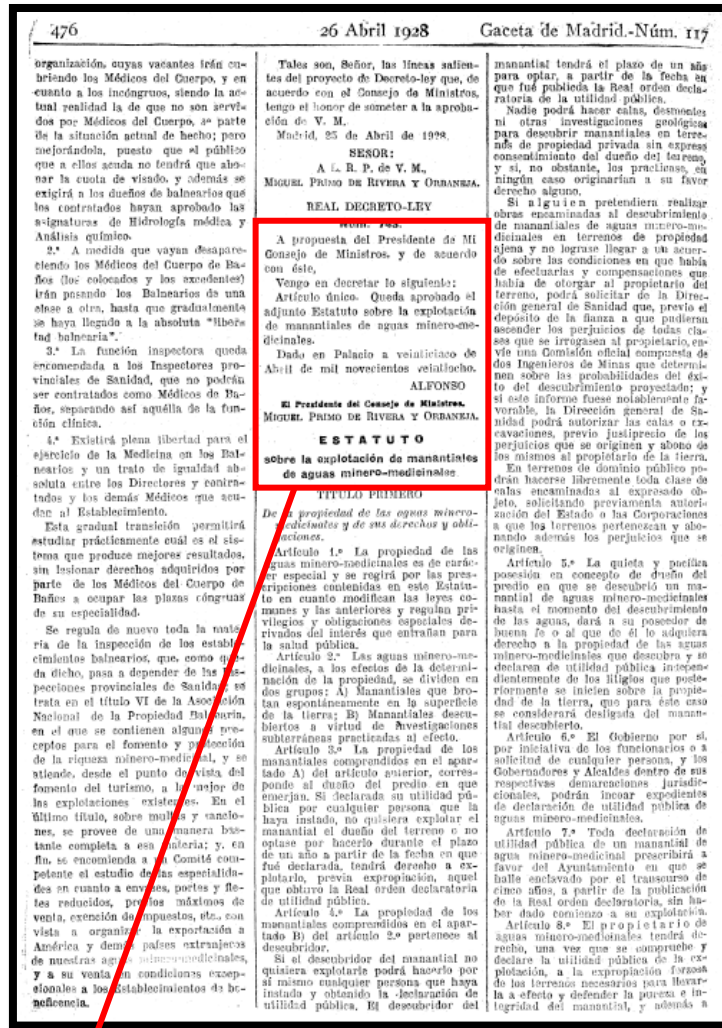 476
26 Abril 1928
Gaceta de Madrid.-Núm. 117
organización, cuyas vacantes irán cu-
briendo los Médicos del Cuerpo, y en
cuanto a los incóngruos, siendo la ac-
tual realidad la de que no son servi-
dos por Médicos del Cuerpo, se parte
de la situación actual de hecho; pero
mejorándola, puesto que el público
que a ellos acuda no tendrá que abo-
nar la cuota de visado, y además se
exigirá a los dueños de balnearios que
los contratados hayan aprobado las
asignaturas de Hidrología médica y
Análisis químico.
2.ª A medida que vayan desapare-
ciendo los Médicos del Cuerpo de Ba-
ños (los colocados y los excedentes)
irán pasando los Balnearios de una
clase a otra, hasta que gradualmente
se haya llegado a la absoluta "liber-
tad balnearia".
3.ª La función inspectora queda
encomendada a los Inspectores pro-
vinciales de Sanidad, que no podrán
ser contratados como Médicos de Ba-
ños, separando así aquélla de la fun-
ción clínica.
4.ª Existirá plena libertad para el
ejercicio de la Medicina en los Bal-
nearios y un trato de igualdad ab-
soluta entre los Directores y contra-
tados y los demás Médicos que acu-
dan al Establecimiento.
Esta gradual transición permitirá
estudiar prácticamente cuál es el sis-
tema que produce mejores resultados,
sin lesionar derechos adquiridos por
parte de los Médicos del Cuerpo de
Baños a ocupar las plazas cóngruas
de su especialidad.
Se regula de nuevo toda la mate-
ria de la inspección de los estable-
cimientos balnearios, que, como que-
da dicho, pasa a depender de las Ins-
pecciones provinciales de Sanidad; se
trata en el título VI de la Asociación
Nacional de la Propiedad Balnearia,
en el que se contienen algunos pre-
ceptos para el fomento y protección
de la riqueza minero-medicinal, y se
atiende, desde el punto de vista del
fomento del turismo, a la mejor de
las explotaciones existentes. En el
último título, sobre multas y sancio-
nes, se provee de una manera bas-
tante completa a esa materia; y, en
fin, se encomienda a un Comité com-
petente el estudio de las especialida-
des en cuanto a envases, portes y fle-
tes reducidos, precios máximos de
venta, exención de impuestos, etc., con
vista a organizar la exportación a
América y demás países extranjeros
de nuestras aguas minero-medicinales,
y a su venta en condiciones excep-
cionales a los Establecimientos de be-
neficencia.
Tales son, Señor, las líneas salien-
tes del proyecto de Decreto-ley que, de
acuerdo con el Consejo de Ministros,
tengo el honor de someter a la aproba-
ción de V. M.
Madrid, 25 de Abril de 1928.
SEÑOR:
A L. R. P. de V. M.,
MIGUEL PRIMO DE RIVERA Y ORBANEJA.
REAL DECRETO-LEY
Núm. 743.
A propuesta del Presidente de Mi
Consejo de Ministros, y de acuerdo
con éste,
Vengo en decretar lo siguiente:
Artículo único. Queda aprobado el
adjunto Estatuto sobre la explotación
de manantiales de aguas minero-me-
dicinales.
Dado en Palacio a veinticinco de
Abril de mil novecientos veintiocho.
ALFONSO
El Presidente del Consejo de Ministros,
MIGUEL PRIMO DE RIVERA Y ORBANEJA.
ESTATUTO
sobre la explotación de manantiales
de aguas minero-medicinales.
TITULO PRIMERO
De la propiedad de las aguas minero-
medicinales y de sus derechos y obli-
gaciones.
Artículo 1.º La propiedad de las
aguas minero-medicinales es de carác-
ter especial y se regirá por las pres-
cripciones contenidas en este Estatu-
to en cuanto modifican las leyes co-
munes y las anteriores y regulan pri-
vilegios y obligaciones especiales de-
rivados del interés que entrañan para
la salud pública.
Artículo 2.º Las aguas minero-me-
dicinales, a los efectos de la determi-
nación de la propiedad, se dividen en
dos grupos: A) Manantiales que bro-
tan espontáneamente en la superficie
de la tierra; B) Manantiales descu-
biertos a virtud de investigaciones
subterráneas practicadas al efecto.
Artículo 3.º La propiedad de los
manantiales comprendidos en el apar-
tado A) del artículo anterior, corres-
ponde al dueño del predio en que
emerjan. Si declarada su utilidad pú-
blica por cualquier persona que la
haya instado, no quisiera explotar el
manantial el dueño del terreno o no
optase por hacerlo durante el plazo
de un año a partir de la fecha en que
fué declarada, tendrá derecho a ex-
plotarlo, previa expropiación, aquel
que obtuvo la Real orden declaratoria
de utilidad pública.
Artículo 4.º La propiedad de los
manantiales comprendidos en el apar-
tado B) del artículo 2.º pertenece al
descubridor.
Si el descubridor del manantial no
quisiera explotarle podrá hacerlo por
sí mismo cualquier persona que haya
instado y obtenido la declaración de
utilidad pública. El descubridor del
manantial tendrá el plazo de un año
para optar, a partir de la fecha en
que fué publicada la Real orden decla-
ratoria de la utilidad pública.
Nadie podrá hacer calas, desmontes
ni otras investigaciones geológicas
para descubrir manantiales en terre-
nos de propiedad privada sin expreso
consentimiento del dueño del terreno,
y si, no obstante, los practicase, en
ningún caso originarían a su favor
derecho alguno.
Si alguien pretendiera realizar
obras encaminadas al descubrimiento
de manantiales de aguas minero-me-
dicinales en terrenos de propiedad
ajena y no lograse llegar a un acuer-
do sobre las condiciones en que había
de efectuarlas y compensaciones que
había de otorgar al propietario del
terreno, podrá solicitar de la Direc-
ción general de Sanidad que, previo el
depósito de la fianza a que pudieran
ascender los perjuicios de todas cla-
ses que se irrogasen al propietario, en-
víe una Comisión oficial compuesta de
dos Ingenieros de Minas que determi-
nen sobre las probabilidades del éxi-
to del descubrimiento proyectado; y
si este informe fuese notablemente fa-
vorable, la Dirección general de Sa-
nidad podrá autorizar las calas o ex-
cavaciones, previo justiprecio de los
perjuicios que se originen y abono de
los mismos al propietario de la tierra.
En terrenos de dominio público po-
drán hacerse libremente toda clase de
calas encaminadas al expresado ob-
jeto, solicitando previamente autori-
zación del Estado o las Corporaciones
a que los terrenos pertenezcan y abo-
nando además los perjuicios que se
originen.
Artículo 5.º La quieta y pacífica
posesión en concepto de dueño del
predio en que se descubrió un ma-
nantial de aguas minero-medicinales
hasta el momento del descubrimiento
de las aguas, dará a su poseedor de
buena fe o al que de él lo adquiera
derecho a la propiedad de las aguas
minero-medicinales que descubra y se
declaren de utilidad pública indepen-
dientemente de los litigios que poste-
riormente se inicien sobre la propie-
dad de la tierra, que para éste caso
se considerará desligada del manan-
tial descubierto.
Artículo 6.º El Gobierno por sí,
por iniciativa de los funcionarios o a
solicitud de cualquier persona, y los
Gobernadores y Alcaldes dentro de sus
respectivas demarcaciones jurisdic-
cionales, podrán incoar expedientes
de declaración de utilidad pública de
aguas minero-medicinales.
Artículo 7.º Toda declaración de
utilidad pública de un manantial de
agua minero-medicinal prescribirá a
favor del Ayuntamiento en que se
halle enclavado por el transcurso de
cinco años, a partir de la publicación
de la Real orden declaratoria, sin ha-
ber dado comienzo a su explotación.
Artículo 8.º El propietario de
aguas minero-medicinales tendrá de-
recho, una vez que se compruebe y
declare la utilidad pública de la ex-
plotación, a la expropiación forzosa
de los terrenos necesarios para llevar-
la a efecto y defender la pureza e in-
tegridad del manantial, y además a